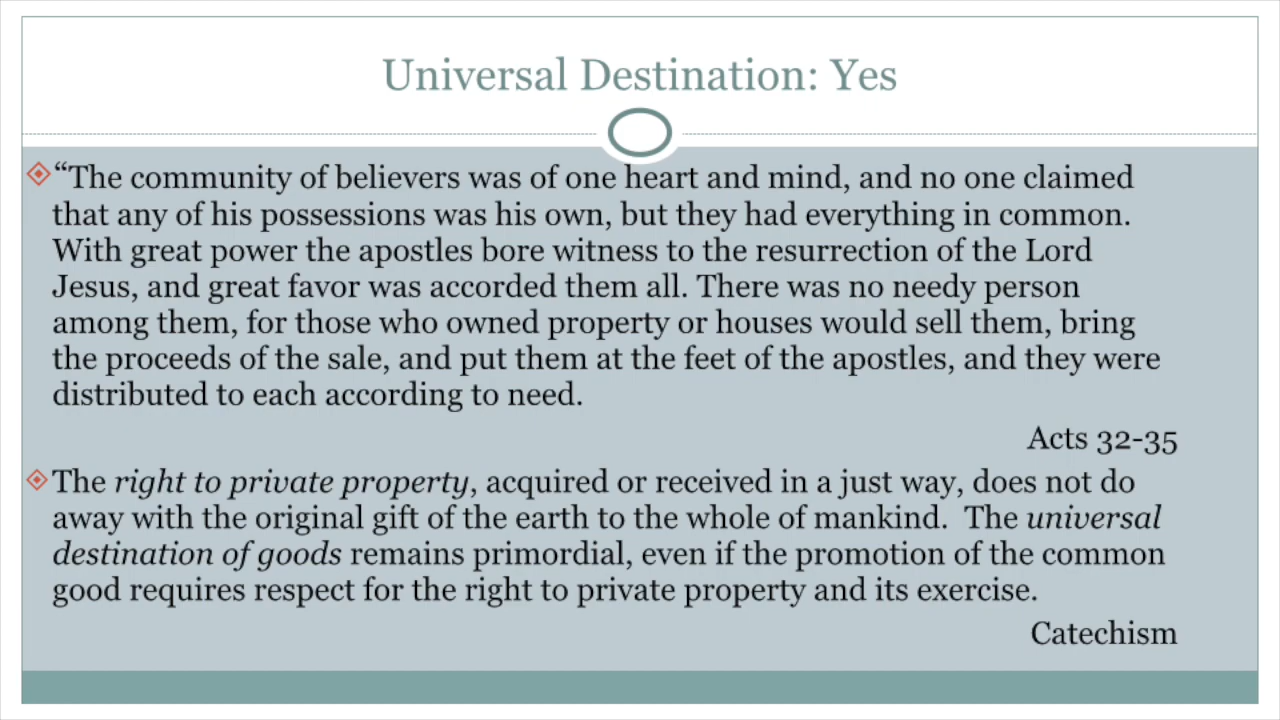 Universal Destination: Yes
“The community of believers was of one heart and mind, and no one claimed
that any of his possessions was his own, but they had everything in common.
With great power the apostles bore witness to the resurrection of the Lord
Jesus, and great favor was accorded them all. There was no needy person
among them, for those who owned property or houses would sell them, bring
the proceeds of the sale, and put them at the feet of the apostles, and they were
distributed to each according to need.
Acts 32-35
The right to private property, acquired or received in a just way, does not do
away with the original gift of the earth to the whole of mankind.  The universal
destination of goods remains primordial, even if the promotion of the common
good requires respect for the right to private property and its exercise.
Catechism